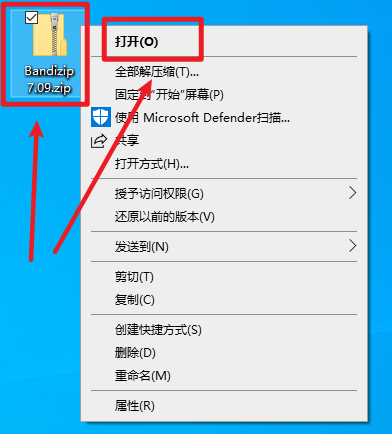 Bandizip
7.09.zip
打开(O)
全部解压缩(T)...
固定到"开始"屏幕(P)
使用 Microsoft Defender扫描...
共享
打开方式(H)...
授予访问权限(G)
还原以前的版本(V)
发送到(N)
剪切(T)
复制(C)
创建快捷方式(S)
删除(D)
重命名(M)
属性(R)